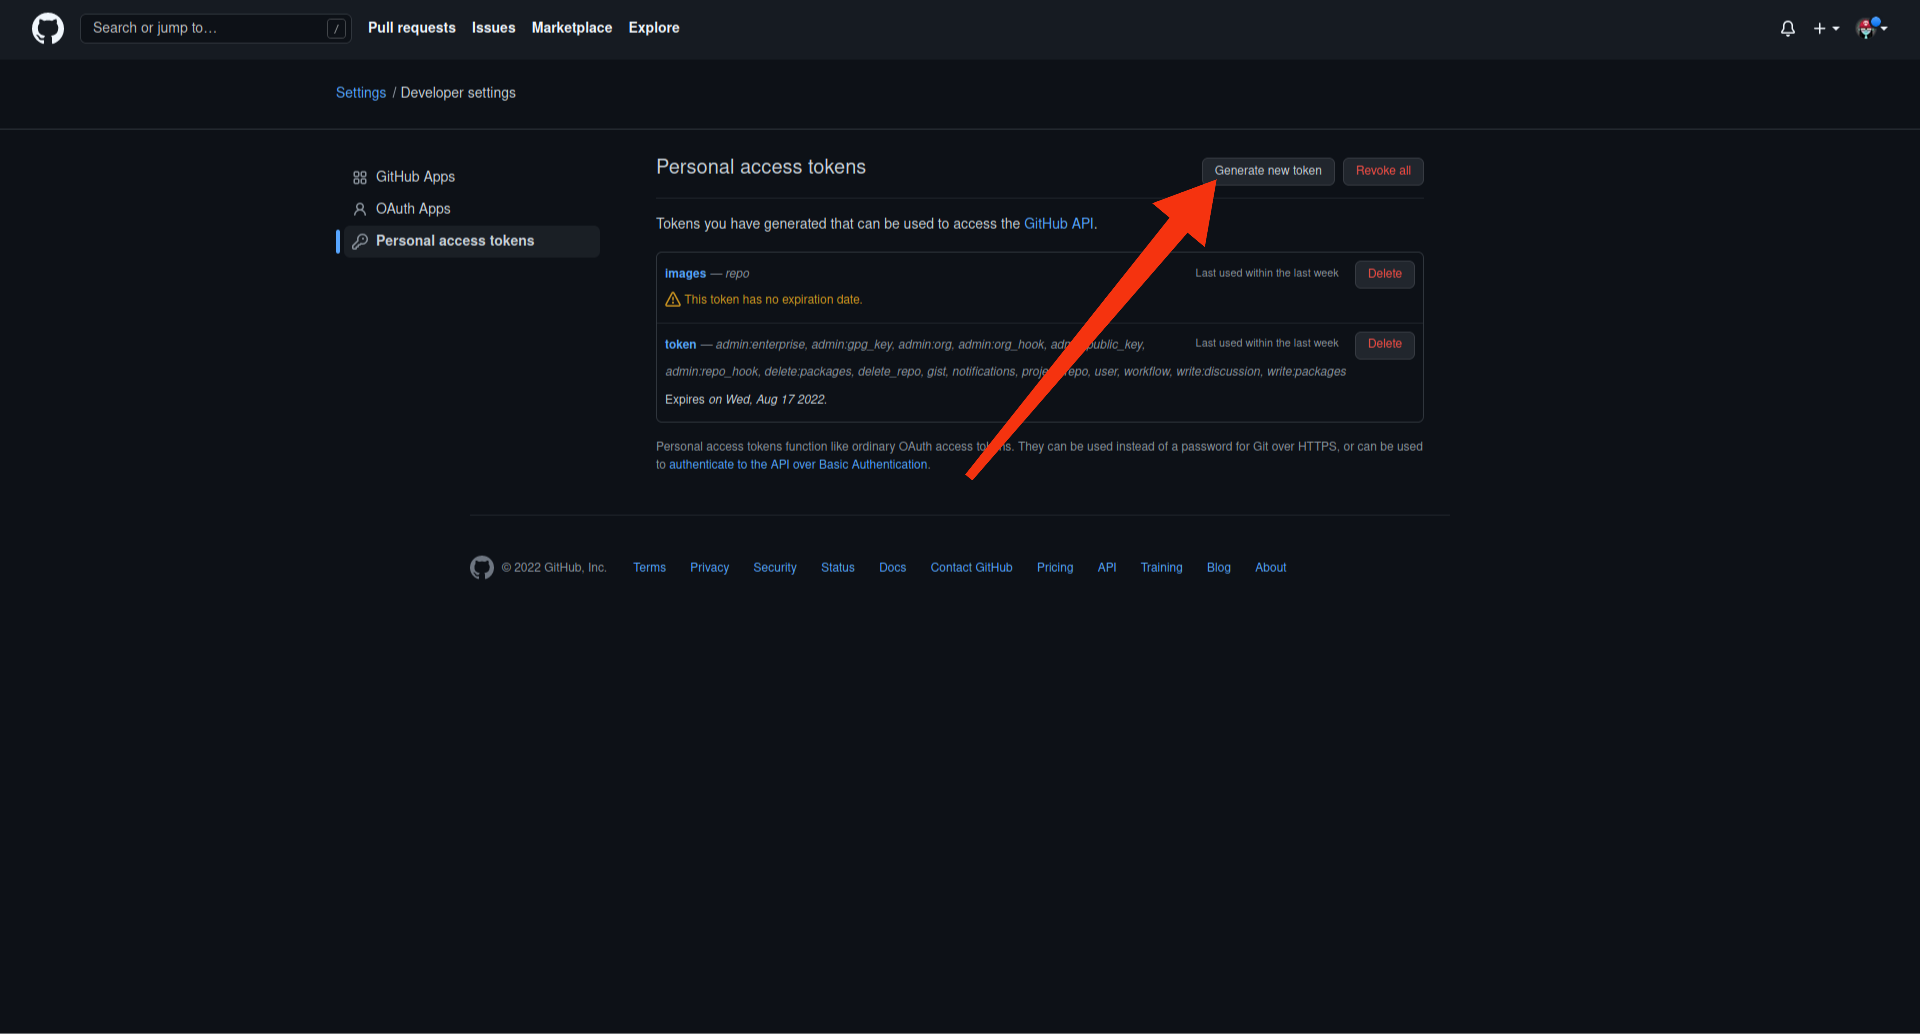 Search or jump to…
/
Pull requests Issues Marketplace Explore
Settings / Developer settings
GitHub Apps
OAuth Apps
Personal access tokens
Personal access tokens
Generate new token
Revoke all
Tokens you have generated that can be used to access the GitHub API.
images — repo
Last used within the last week
Delete
This token has no expiration date.
token — admin:enterprise, admin:gpg_key, admin:org, admin:org_hook, public_key,
Last used within the last week
Delete
admin:repo_hook, delete:packages, delete_repo, gist, notifications, repo, user, workflow, write:discussion, write:packages
Expires on Wed, Aug 17 2022.
Personal access tokens function like ordinary OAuth access tokens. They can be used instead of a password for Git over HTTPS, or can be used
to authenticate to the API over Basic Authentication.
© 2022 GitHub, Inc. Terms Privacy Security Status Docs Contact GitHub Pricing API Training Blog About